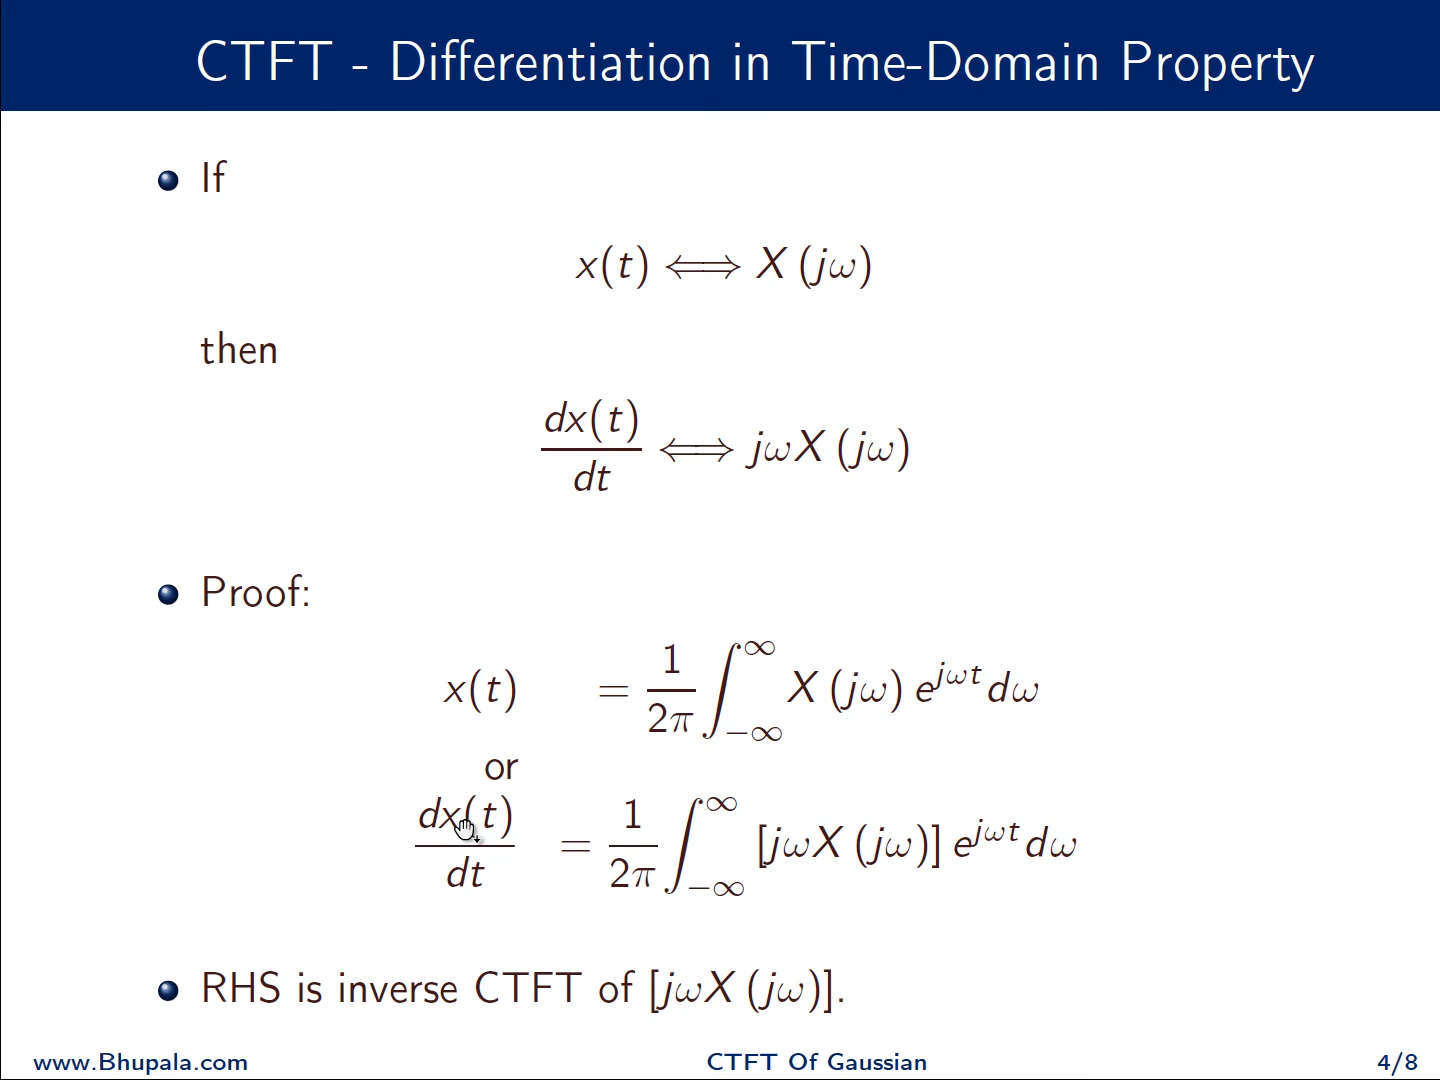 CTFT - Differentiation in Time-Domain Property
If
x(t) ⟺ X (jω)
then
dx(t)/dt ⟺ jωX (jω)
Proof:
x(t) = 1/2π ∫_{−∞}^{∞} X (jω) e^{jωt} dω
or
dx(t)/dt = 1/2π ∫_{−∞}^{∞} [jωX (jω)] e^{jωt} dω
RHS is inverse CTFT of [jωX (jω)].
www.Bhupala.com CTFT Of Gaussian 4/8